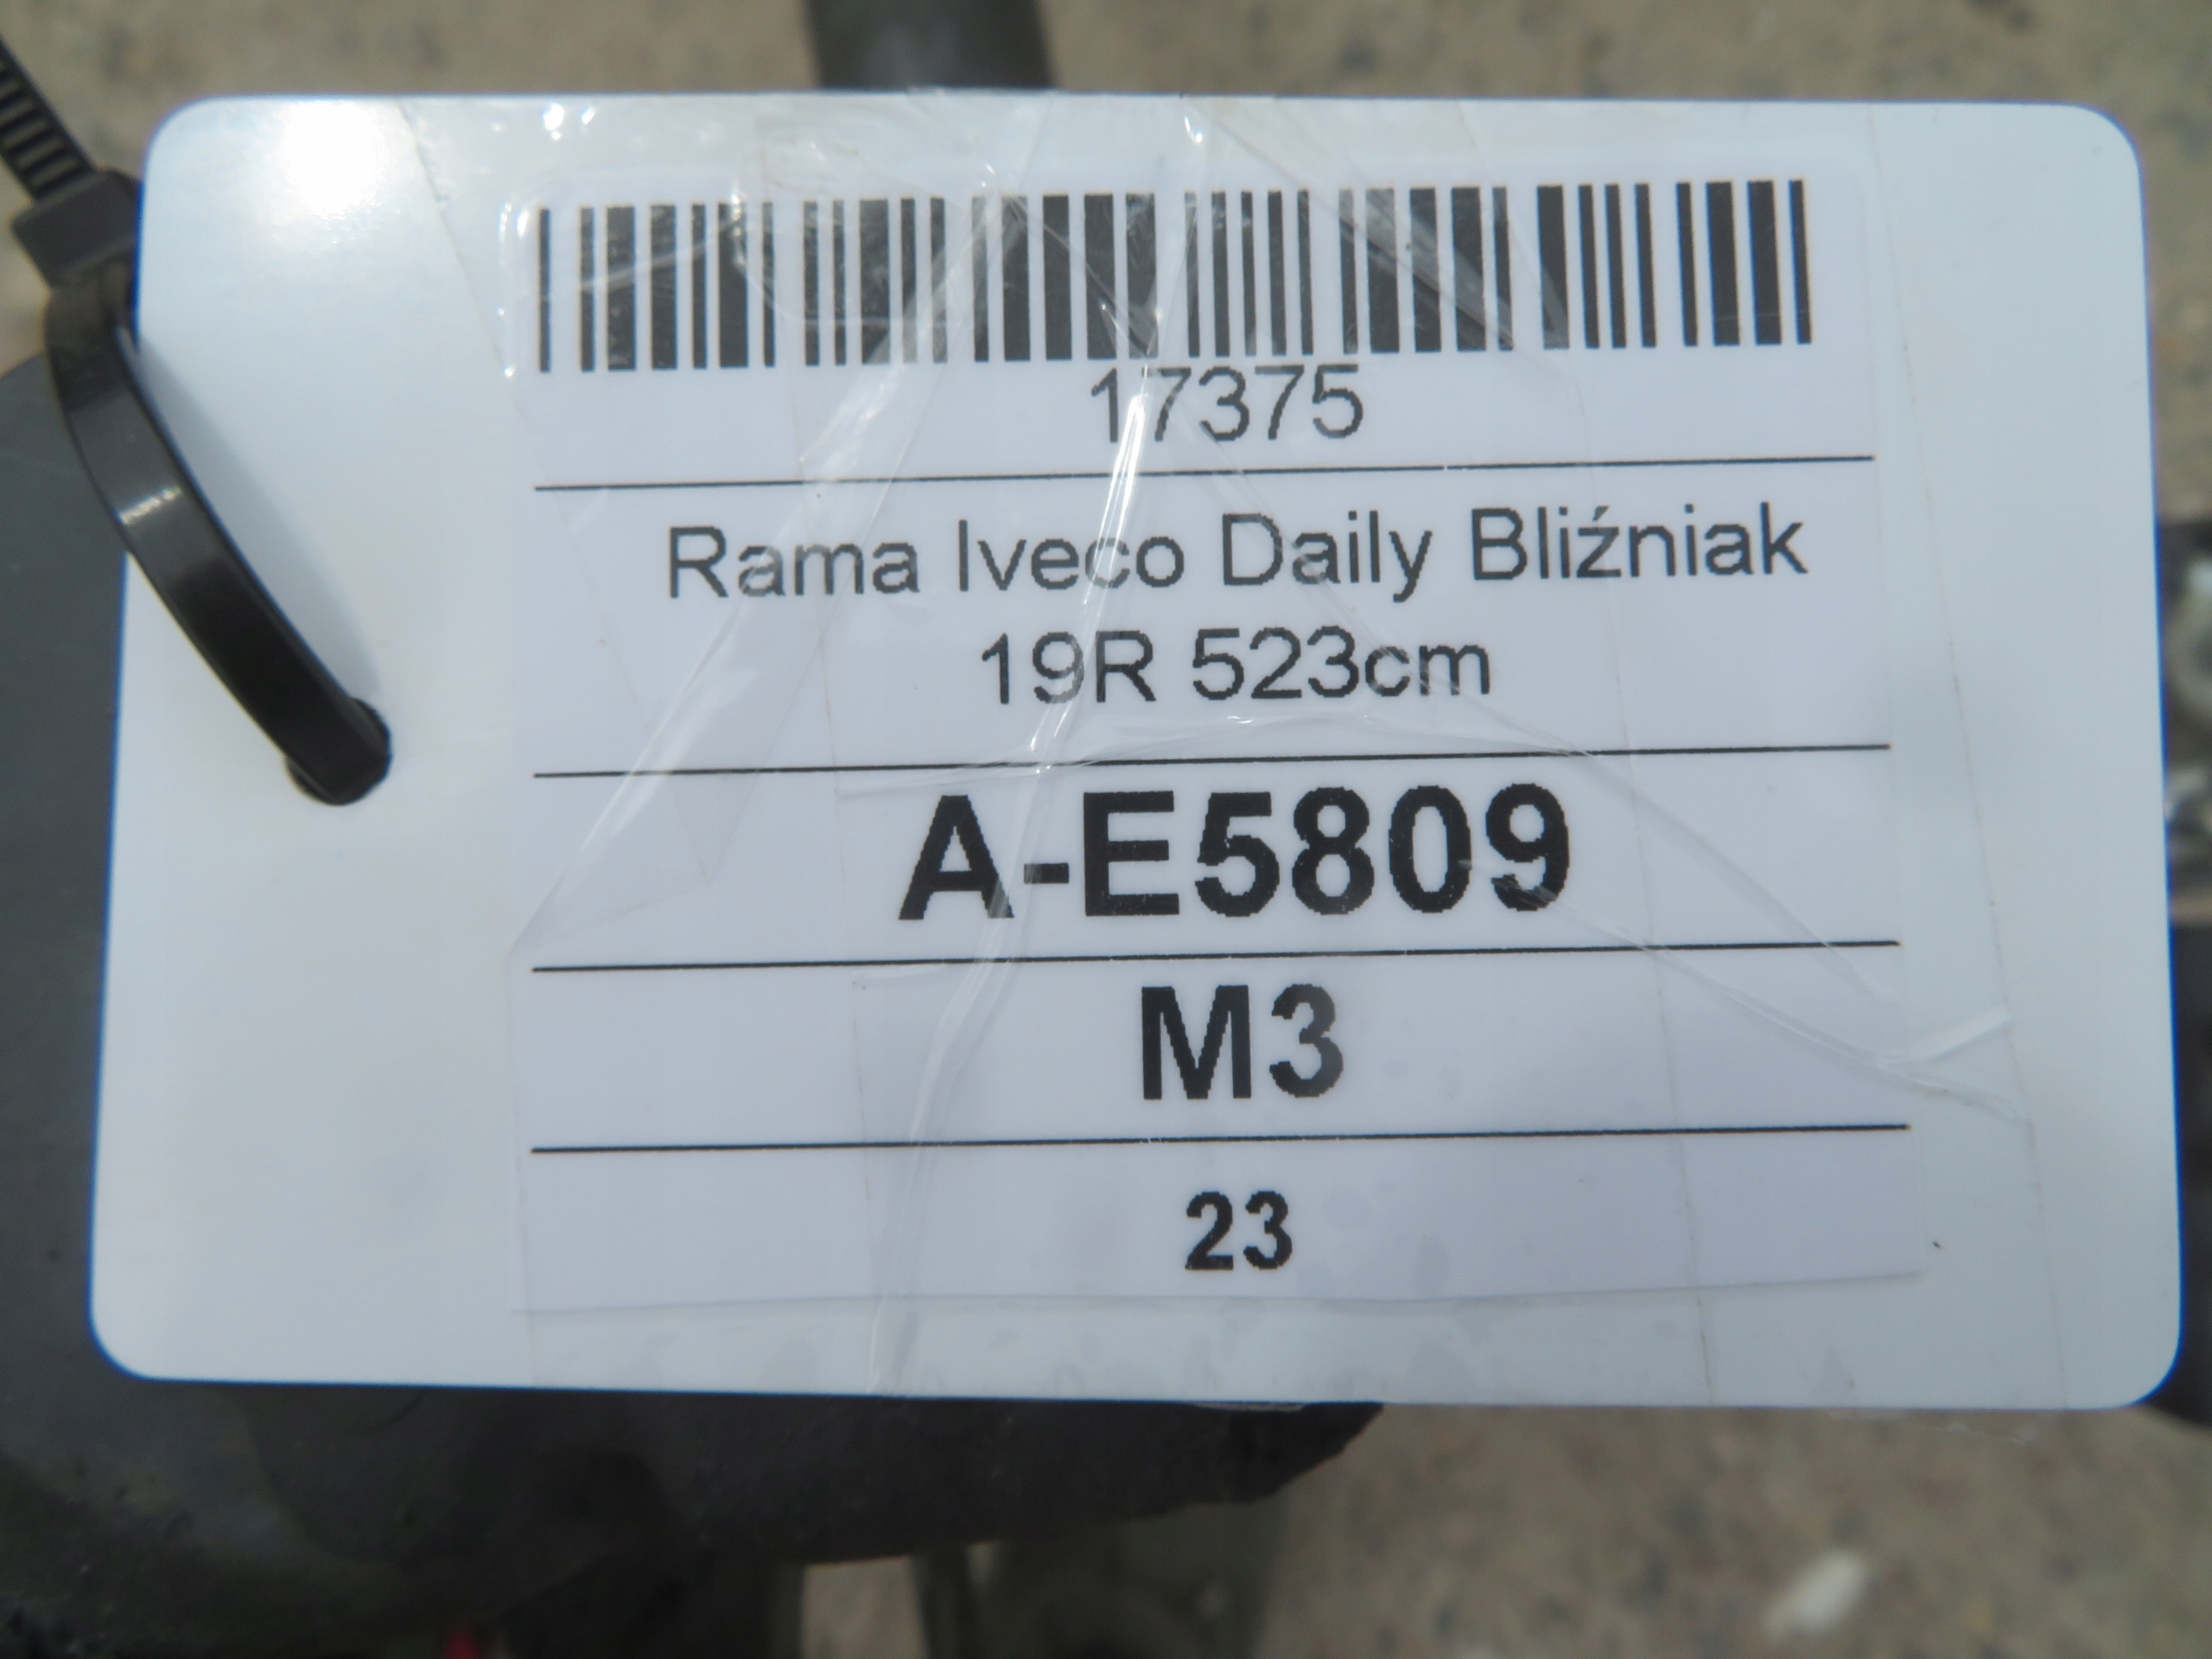 17375
Rama Iveco Daily Bliźniak
19R 523cm
A-E5809
M3
23